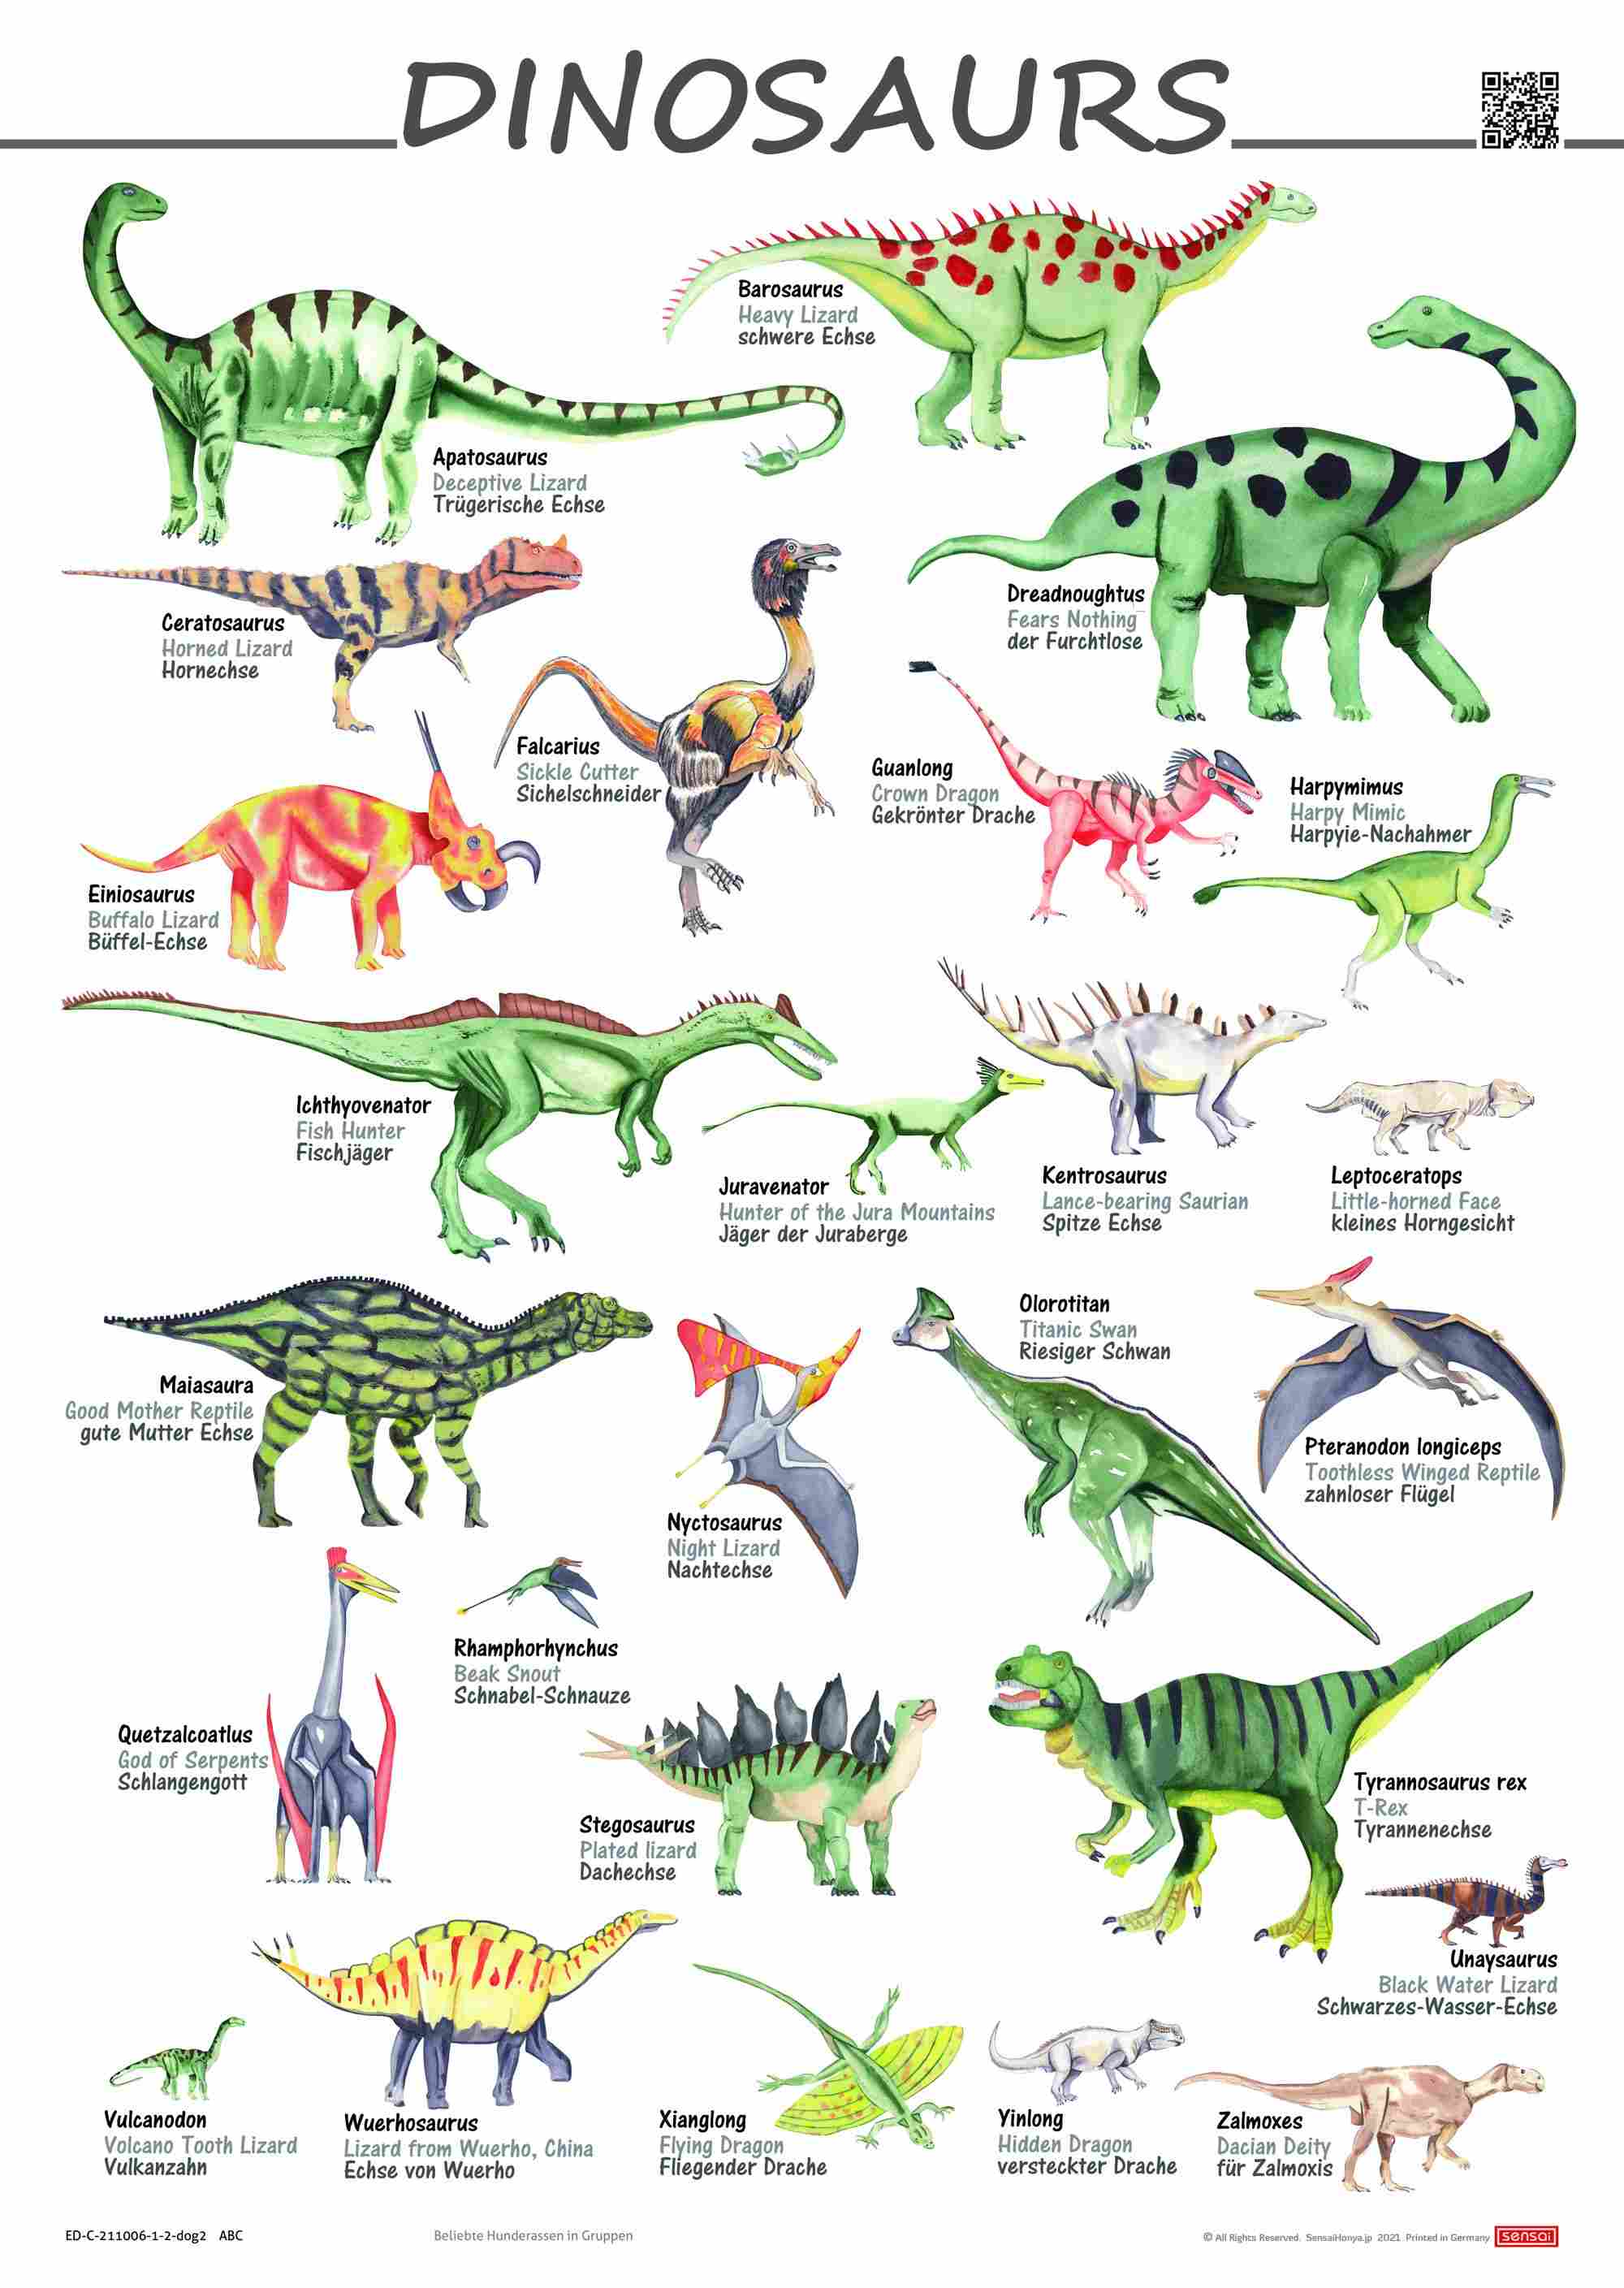 DINOSAURS
Barosaurus
Heavy Lizard
schwere Echse
Apatosaurus
Deceptive Lizard
Trügerische Echse
Dreadnoughtus
Fears Nothing
der Furchtlose
Ceratosaurus
Horned Lizard
Hornechse
Falcarius
Sickle Cutter
Sichelschneider
Guanlong
Crown Dragon
Gekrönter Drache
Harpymimus
Harpy Mimic
Harpyie-Nachahmer
Einiosaurus
Buffalo Lizard
Büffel-Echse
Ichthyovenator
Fish Hunter
Fischjäger
Juravenator
Hunter of the Jura Mountains
Jäger der Juraberge
Kentrosaurus
Lance-bearing Saurian
Spitze Echse
Leptoceratops
Little-horned Face
kleines Horngesicht
Maiasaura
Good Mother Reptile
gute Mutter Echse
Nyctosaurus
Night Lizard
Nachtechse
Olorotitan
Titanic Swan
Riesiger Schwan
Pteranodon longiceps
Toothless Winged Reptile
zahnloser Flügel
Quetzalcoatlus
God of Serpents
Schlangengott
Rhamphorhynchus
Beak Snout
Schnabel-Schnauze
Stegosaurus
Plated lizard
Dachechse
Tyrannosaurus rex
T-Rex
Tyrannenechse
Unaysaurus
Black Water Lizard
Schwarzes-Wasser-Echse
Vulcanodon
Volcano Tooth Lizard
Vulkanzahn
Wuerhosaurus
Lizard from Wuerho, China
Echse von Wuerho
Xianglong
Flying Dragon
Fliegender Drache
Yinlong
Hidden Dragon
versteckter Drache
Zalmoxes
Dacian Deity
für Zalmoxis
ED-C-211006-1-2-dog2 ABC
Beliebte Hunderassen in Gruppen
© All Rights Reserved. SensaiHonya.jp 2021 Printed in Germany
sensai